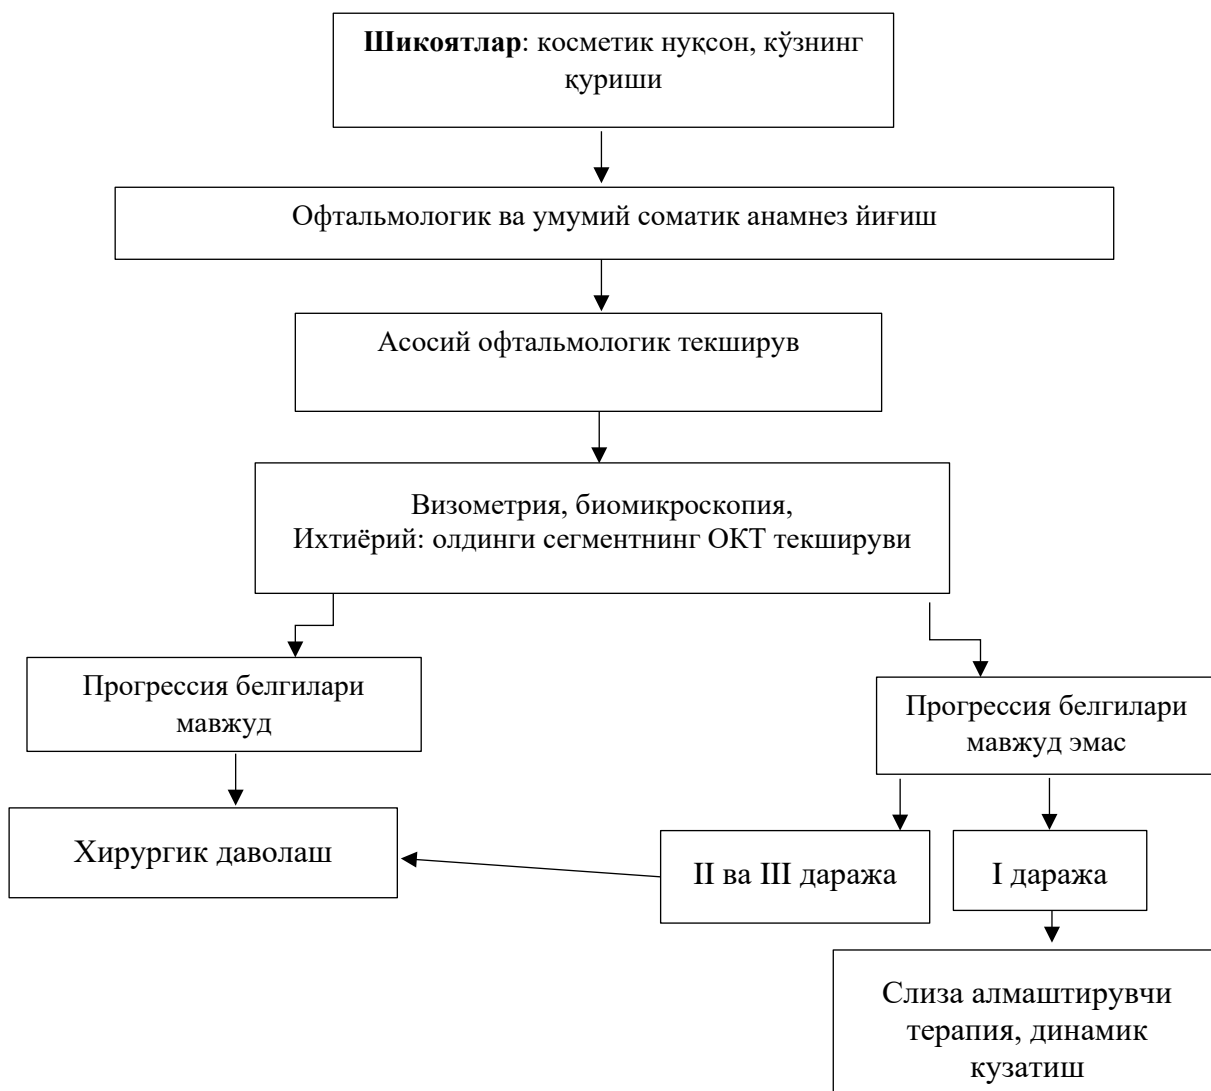 Шикоятлар: косметик нуқсон, кўзнинг
қуриши
Офтальмологик ва умумий соматик анамнез йиғиш
Асосий офтальмологик текширув
Визометрия, биомикроскопия,
Ихтиёрий: олдинги сегментнинг ОКТ текшируви
Прогрессия белгилари
мавжуд
Прогрессия белгилари
мавжуд эмас
Хирургик даволаш
II ва III даража
I даража
Слиза алмаштирувчи
терапия, динамик
кузатиш